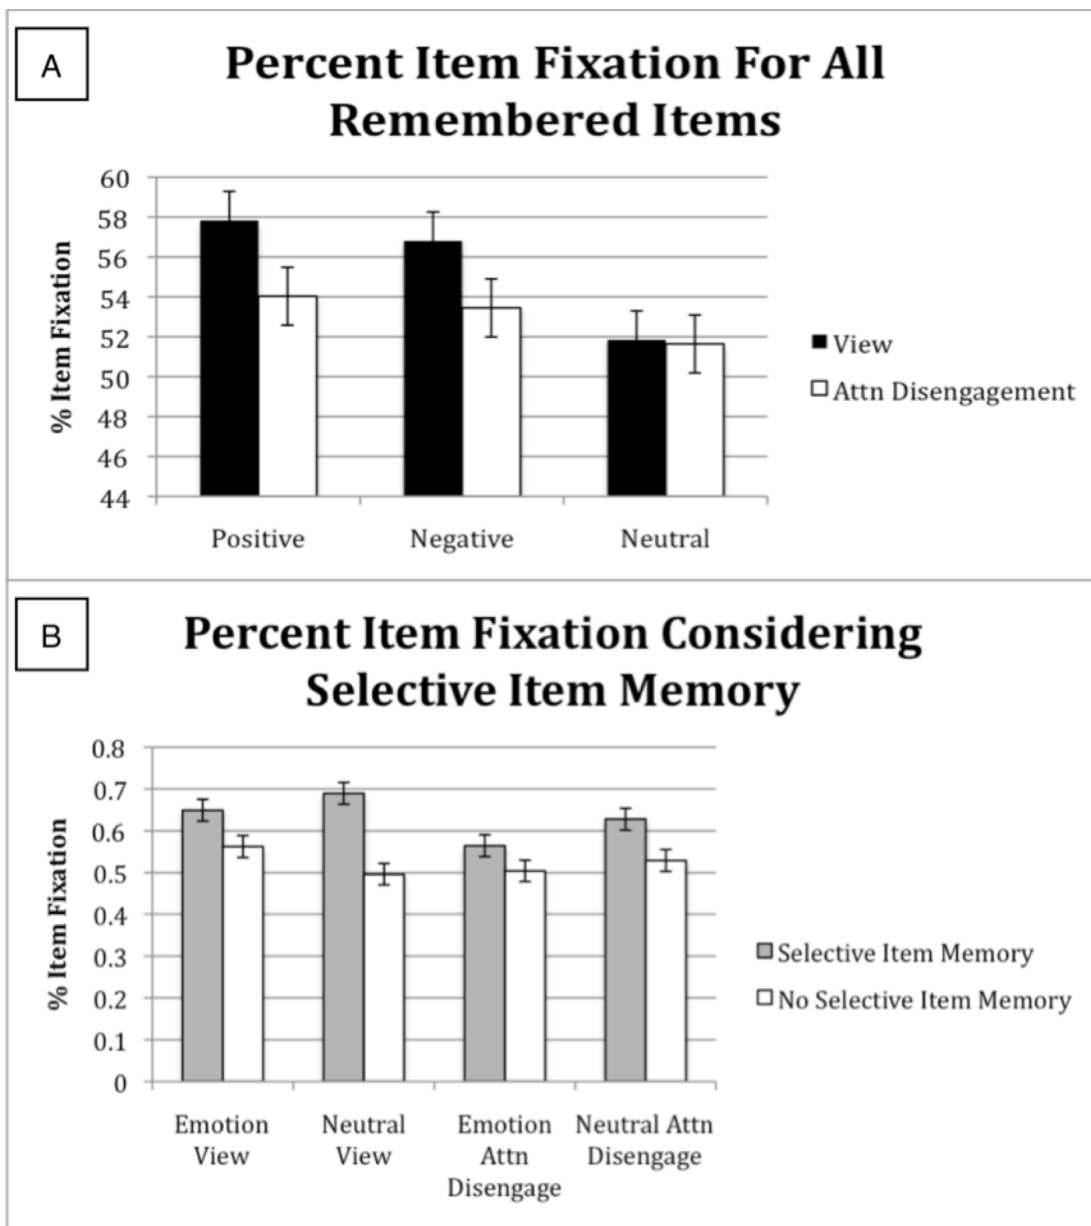 A
Percent Item Fixation For All
Remembered Items
% Item Fixation
60
58
56
54
52
50
48
46
44
Positive Negative Neutral
View
Attn Disengagement
B
Percent Item Fixation Considering
Selective Item Memory
% Item Fixation
0.8
0.7
0.6
0.5
0.4
0.3
0.2
0.1
0
Emotion Neutral Emotion Neutral Attn
View View Attn Disengage
Disengage
Selective Item Memory
No Selective Item Memory